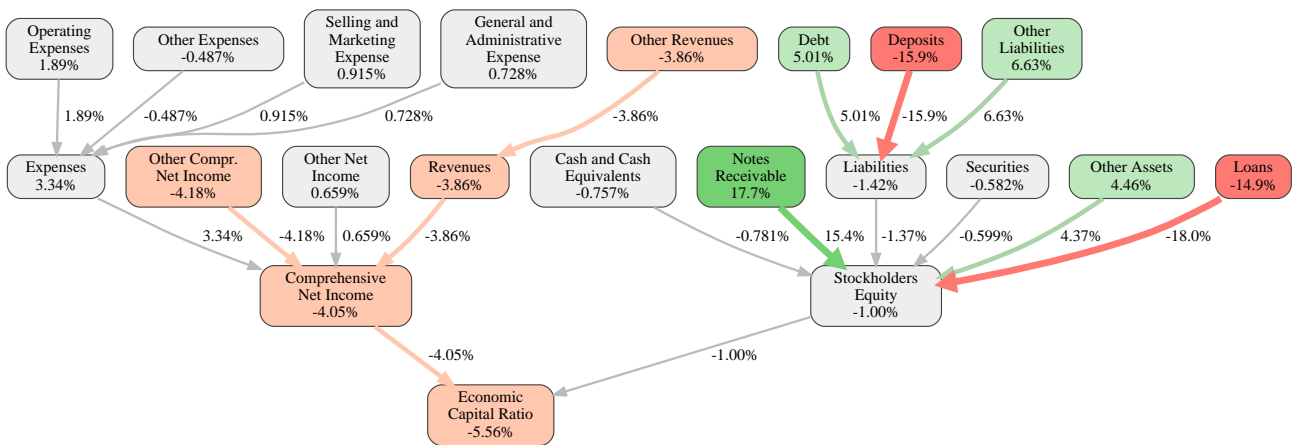 Operating
Expenses
1.89%
Other Expenses
-0.487%
Selling and
Marketing
Expense
0.915%
General and
Administrative
Expense
0.728%
Other Revenues
-3.86%
Debt
5.01%
Deposits
-15.9%
Other
Liabilities
6.63%
1.89%
-0.487%
0.915%
0.728%
-3.86%
5.01%
-15.9%
6.63%
Expenses
3.34%
Other Compr.
Net Income
-4.18%
Other Net
Income
0.659%
Revenues
-3.86%
Cash and Cash
Equivalents
-0.757%
Notes
Receivable
17.7%
Liabilities
-1.42%
Securities
-0.582%
Other Assets
4.46%
Loans
-14.9%
3.34%
-4.18%
0.659%
-3.86%
-0.781%
15.4%
-1.37%
-0.599%
4.37%
-18.0%
Comprehensive
Net Income
-4.05%
Stockholders
Equity
-1.00%
-4.05%
-1.00%
Economic
Capital Ratio
-5.56%